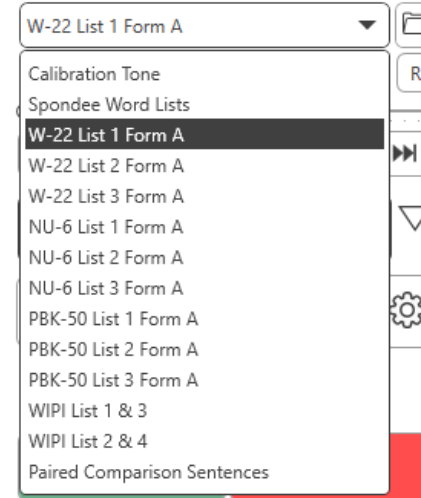 W-22 List 1 Form A
Calibration Tone
R
Spondee Word Lists
W-22 List 1 Form A
W-22 List 2 Form A
W-22 List 3 Form A
NU-6 List 1 Form A
NU-6 List 2 Form A
NU-6 List 3 Form A
PBK-50 List 1 Form A
PBK-50 List 2 Form A
PBK-50 List 3 Form A
WIPI List 1 & 3
WIPI List 2 & 4
Paired Comparison Sentences